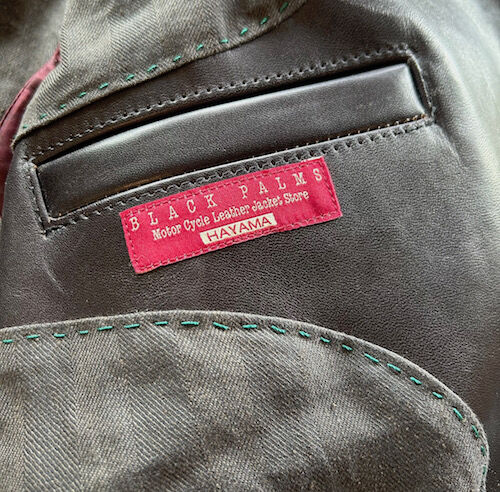 BLACK PALMS
Motor Cycle Leather Jacket Store
HAYAMA